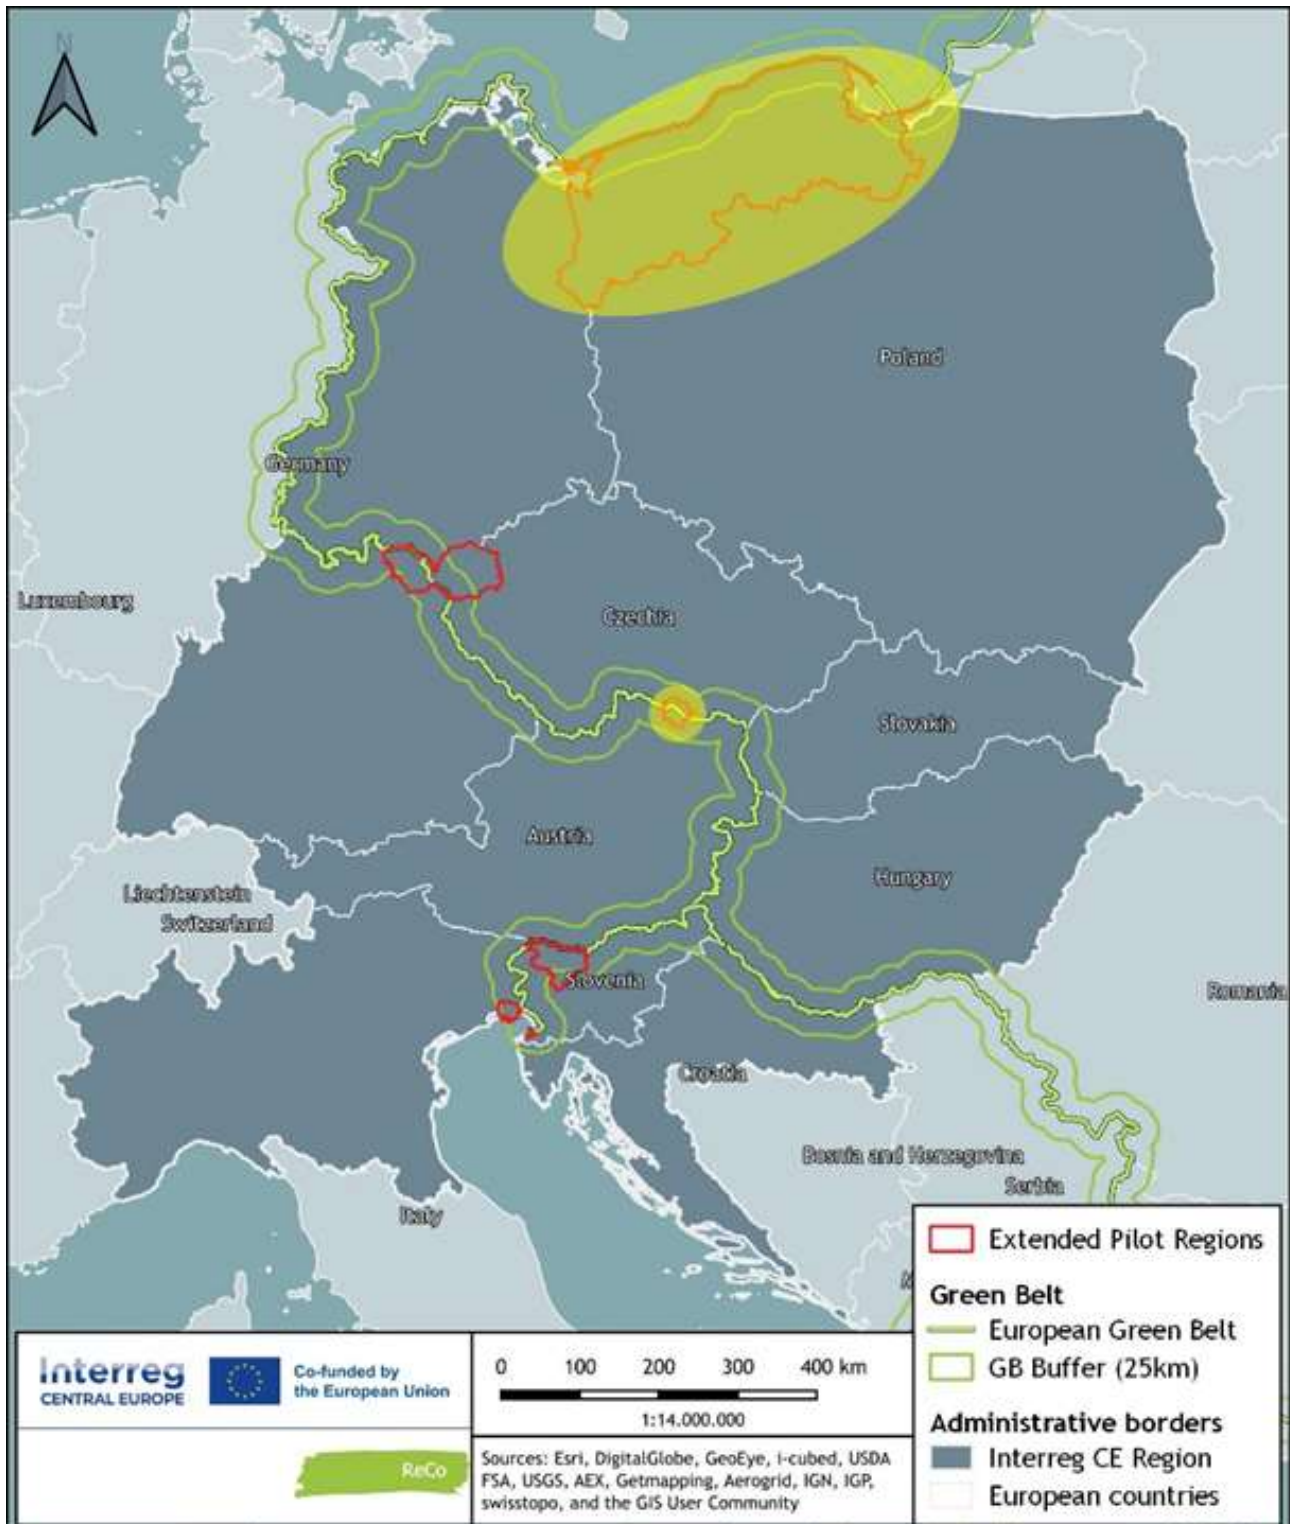 N
Poland
Germany
Luxembourg
Czechia
Slovakia
Austria
Hungary
Liechtenstein
Switzerland
Slovenia
Romania
Croatia
Bosnia and Herzegovina
Serbia
Italy
Extended Pilot Regions
Green Belt
European Green Belt
GB Buffer (25km)
Administrative borders
Interreg CE Region
European countries
Interreg
CENTRAL EUROPE
Co-funded by
the European Union
ReCo
0 100 200 300 400 km
1:14.000.000
Sources: Esri, DigitalGlobe, GeoEye, i-cubed, USDA
FSA, USGS, AEX, Getmapping, Aerogrid, IGN, IGP,
swisstopo, and the GIS User Community